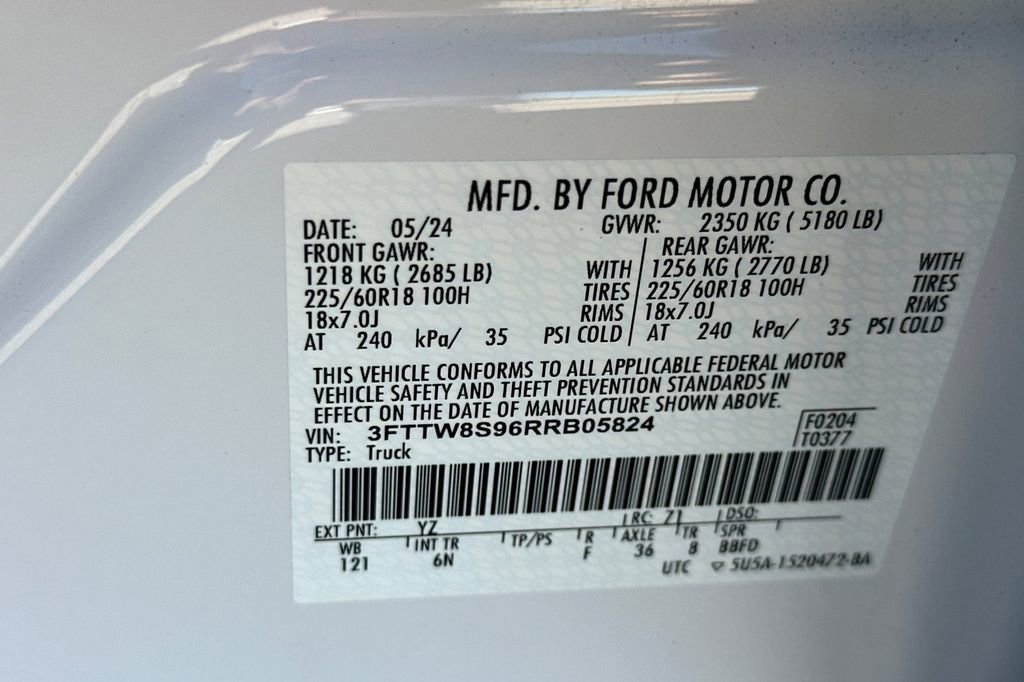 MFD. BY FORD MOTOR CO.
DATE: 05/24 GVWR: 2350 KG ( 5180 LB)
FRONT GAWR: REAR GAWR:
1218 KG ( 2685 LB) WITH 1256 KG ( 2770 LB) WITH
225/60R18 100H TIRES 225/60R18 100H TIRES
18x7.0J RIMS 18x7.0J RIMS
AT 240 kPa/ 35 PSI COLD AT 240 kPa/ 35 PSI COLD
THIS VEHICLE CONFORMS TO ALL APPLICABLE FEDERAL MOTOR
VEHICLE SAFETY AND THEFT PREVENTION STANDARDS IN
EFFECT ON THE DATE OF MANUFACTURE SHOWN ABOVE.
VIN: 3FTTW8S96RRB05824 F0204
TYPE: Truck T0377
EXT PNT: YZ RC: 71 DSO:
WB INT TR TP/PS R AXLE TR SPR
121 6N F 36 8 BBFD
UTC 5U5A-1520472-BA